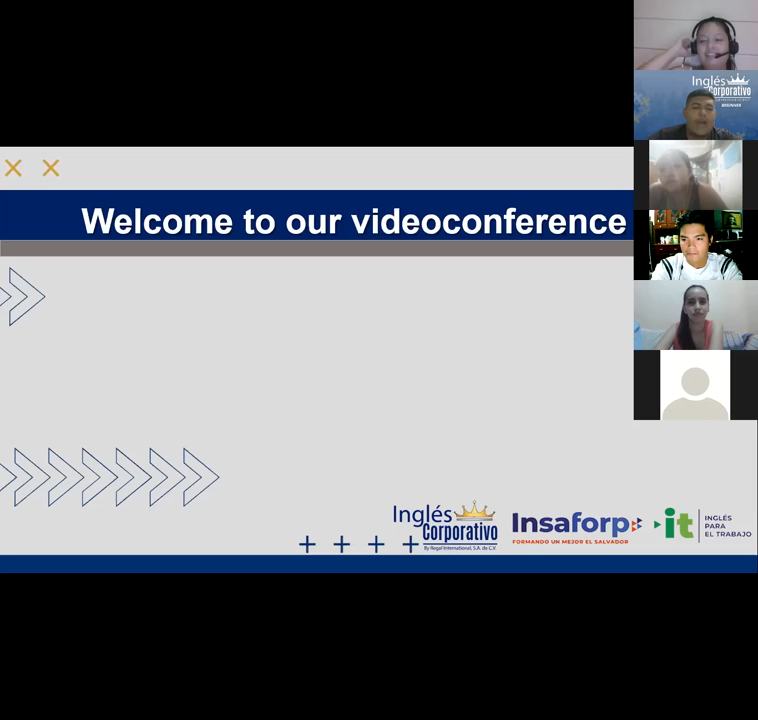 Inglés
Corporativo
Welcome to our videoconference
Inglés
Corporativo
By Regal International, S.A. de C.V.
Insaforp
FORMANDO UN MEJOR EL SALVADOR
it
INGLÉS
PARA
EL TRABAJO